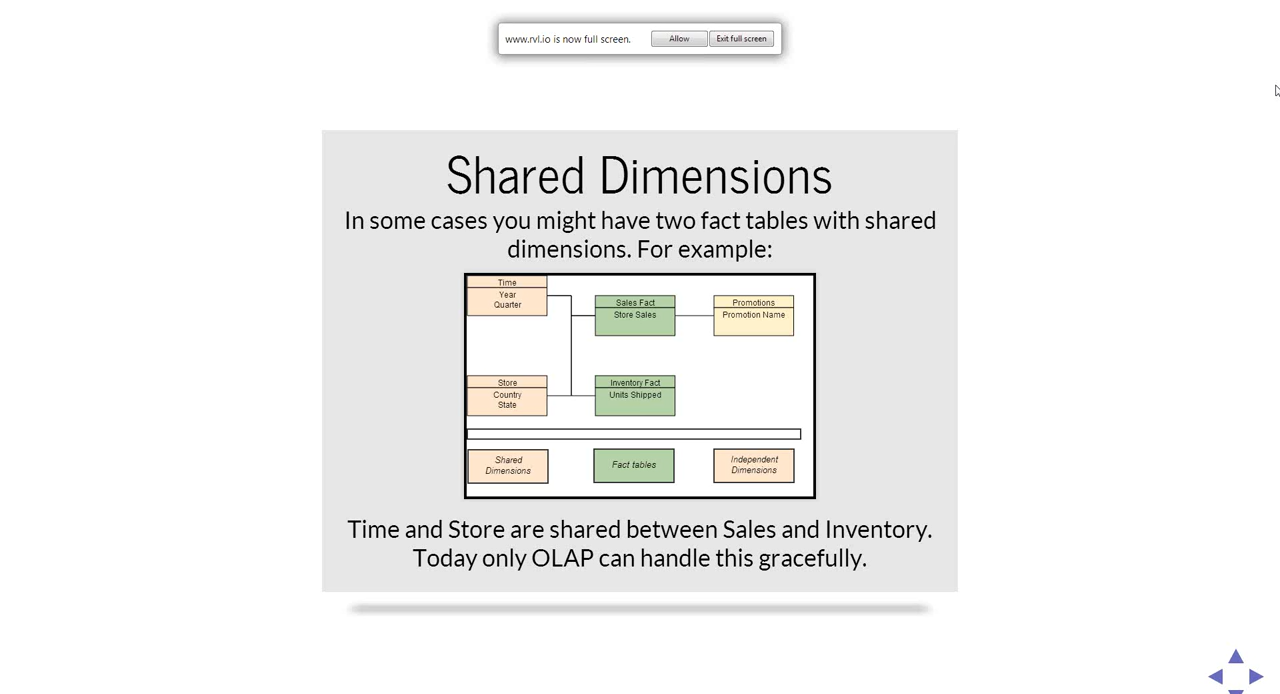 www.rvl.io is now full screen.
Allow
Exit full screen
Shared Dimensions
In some cases you might have two fact tables with shared
dimensions. For example:
Time
Year
Quarter
Sales Fact
Store Sales
Promotions
Promotion Name
Store
Country
State
Inventory Fact
Units Shipped
Shared
Dimensions
Fact tables
Independent
Dimensions
Time and Store are shared between Sales and Inventory.
Today only OLAP can handle this gracefully.